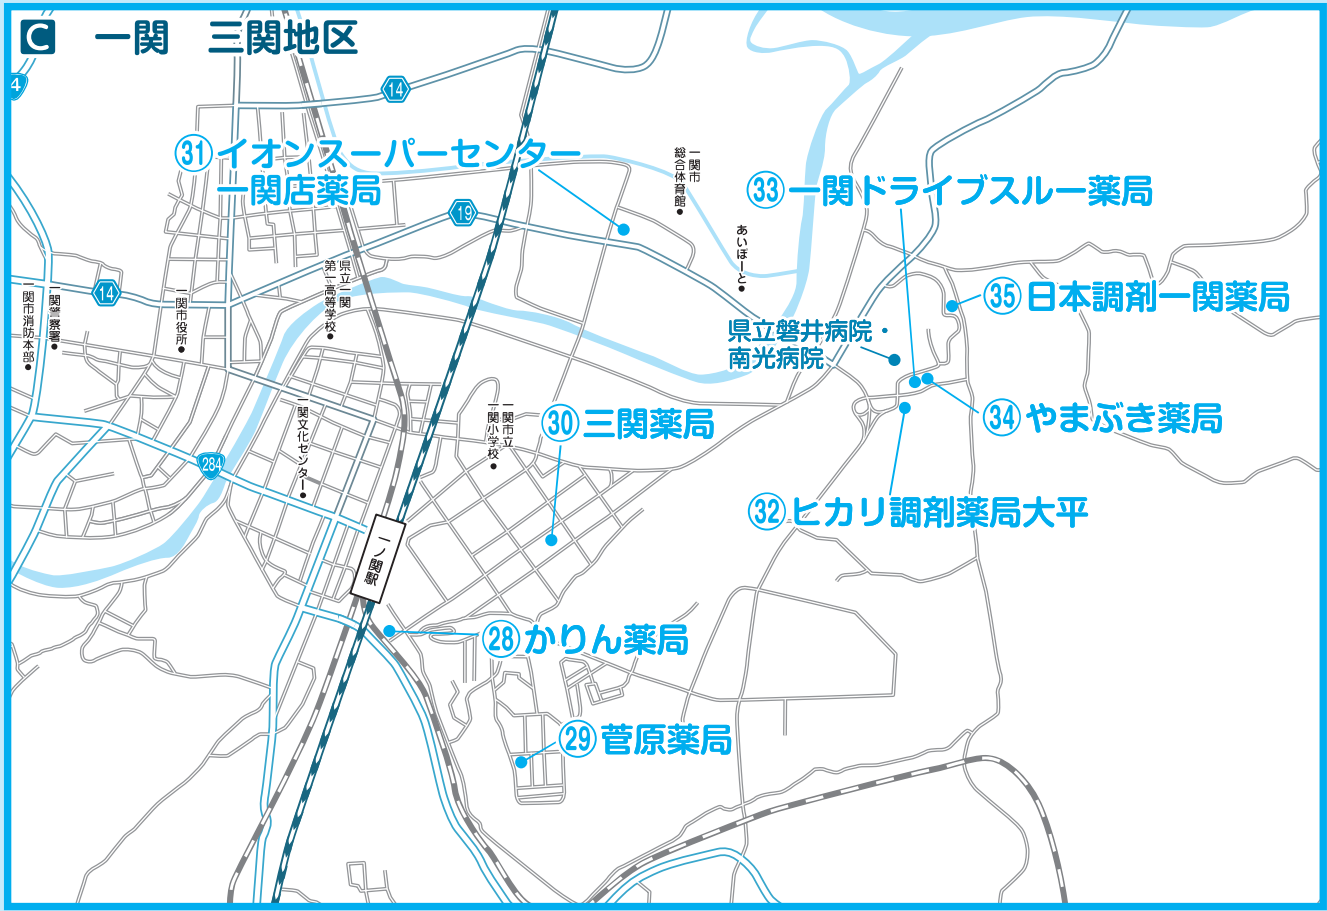 C 一関 三関地区
4
14
㉛イオンスーパーセンター
一関店薬局
一関市
総合体育館
㉝一関ドライブスルー薬局
19
あいぽーと
県立一関
第一高等学校
14
一関市役所
一関警察署
一関市消防本部
㉟日本調剤一関薬局
県立磐井病院・
南光病院
一関文化センター
一関市立
一関小学校
㉚三関薬局
㉞やまぶき薬局
284
㉜ヒカリ調剤薬局大平
一ノ関駅
㉘かりん薬局
㉙菅原薬局